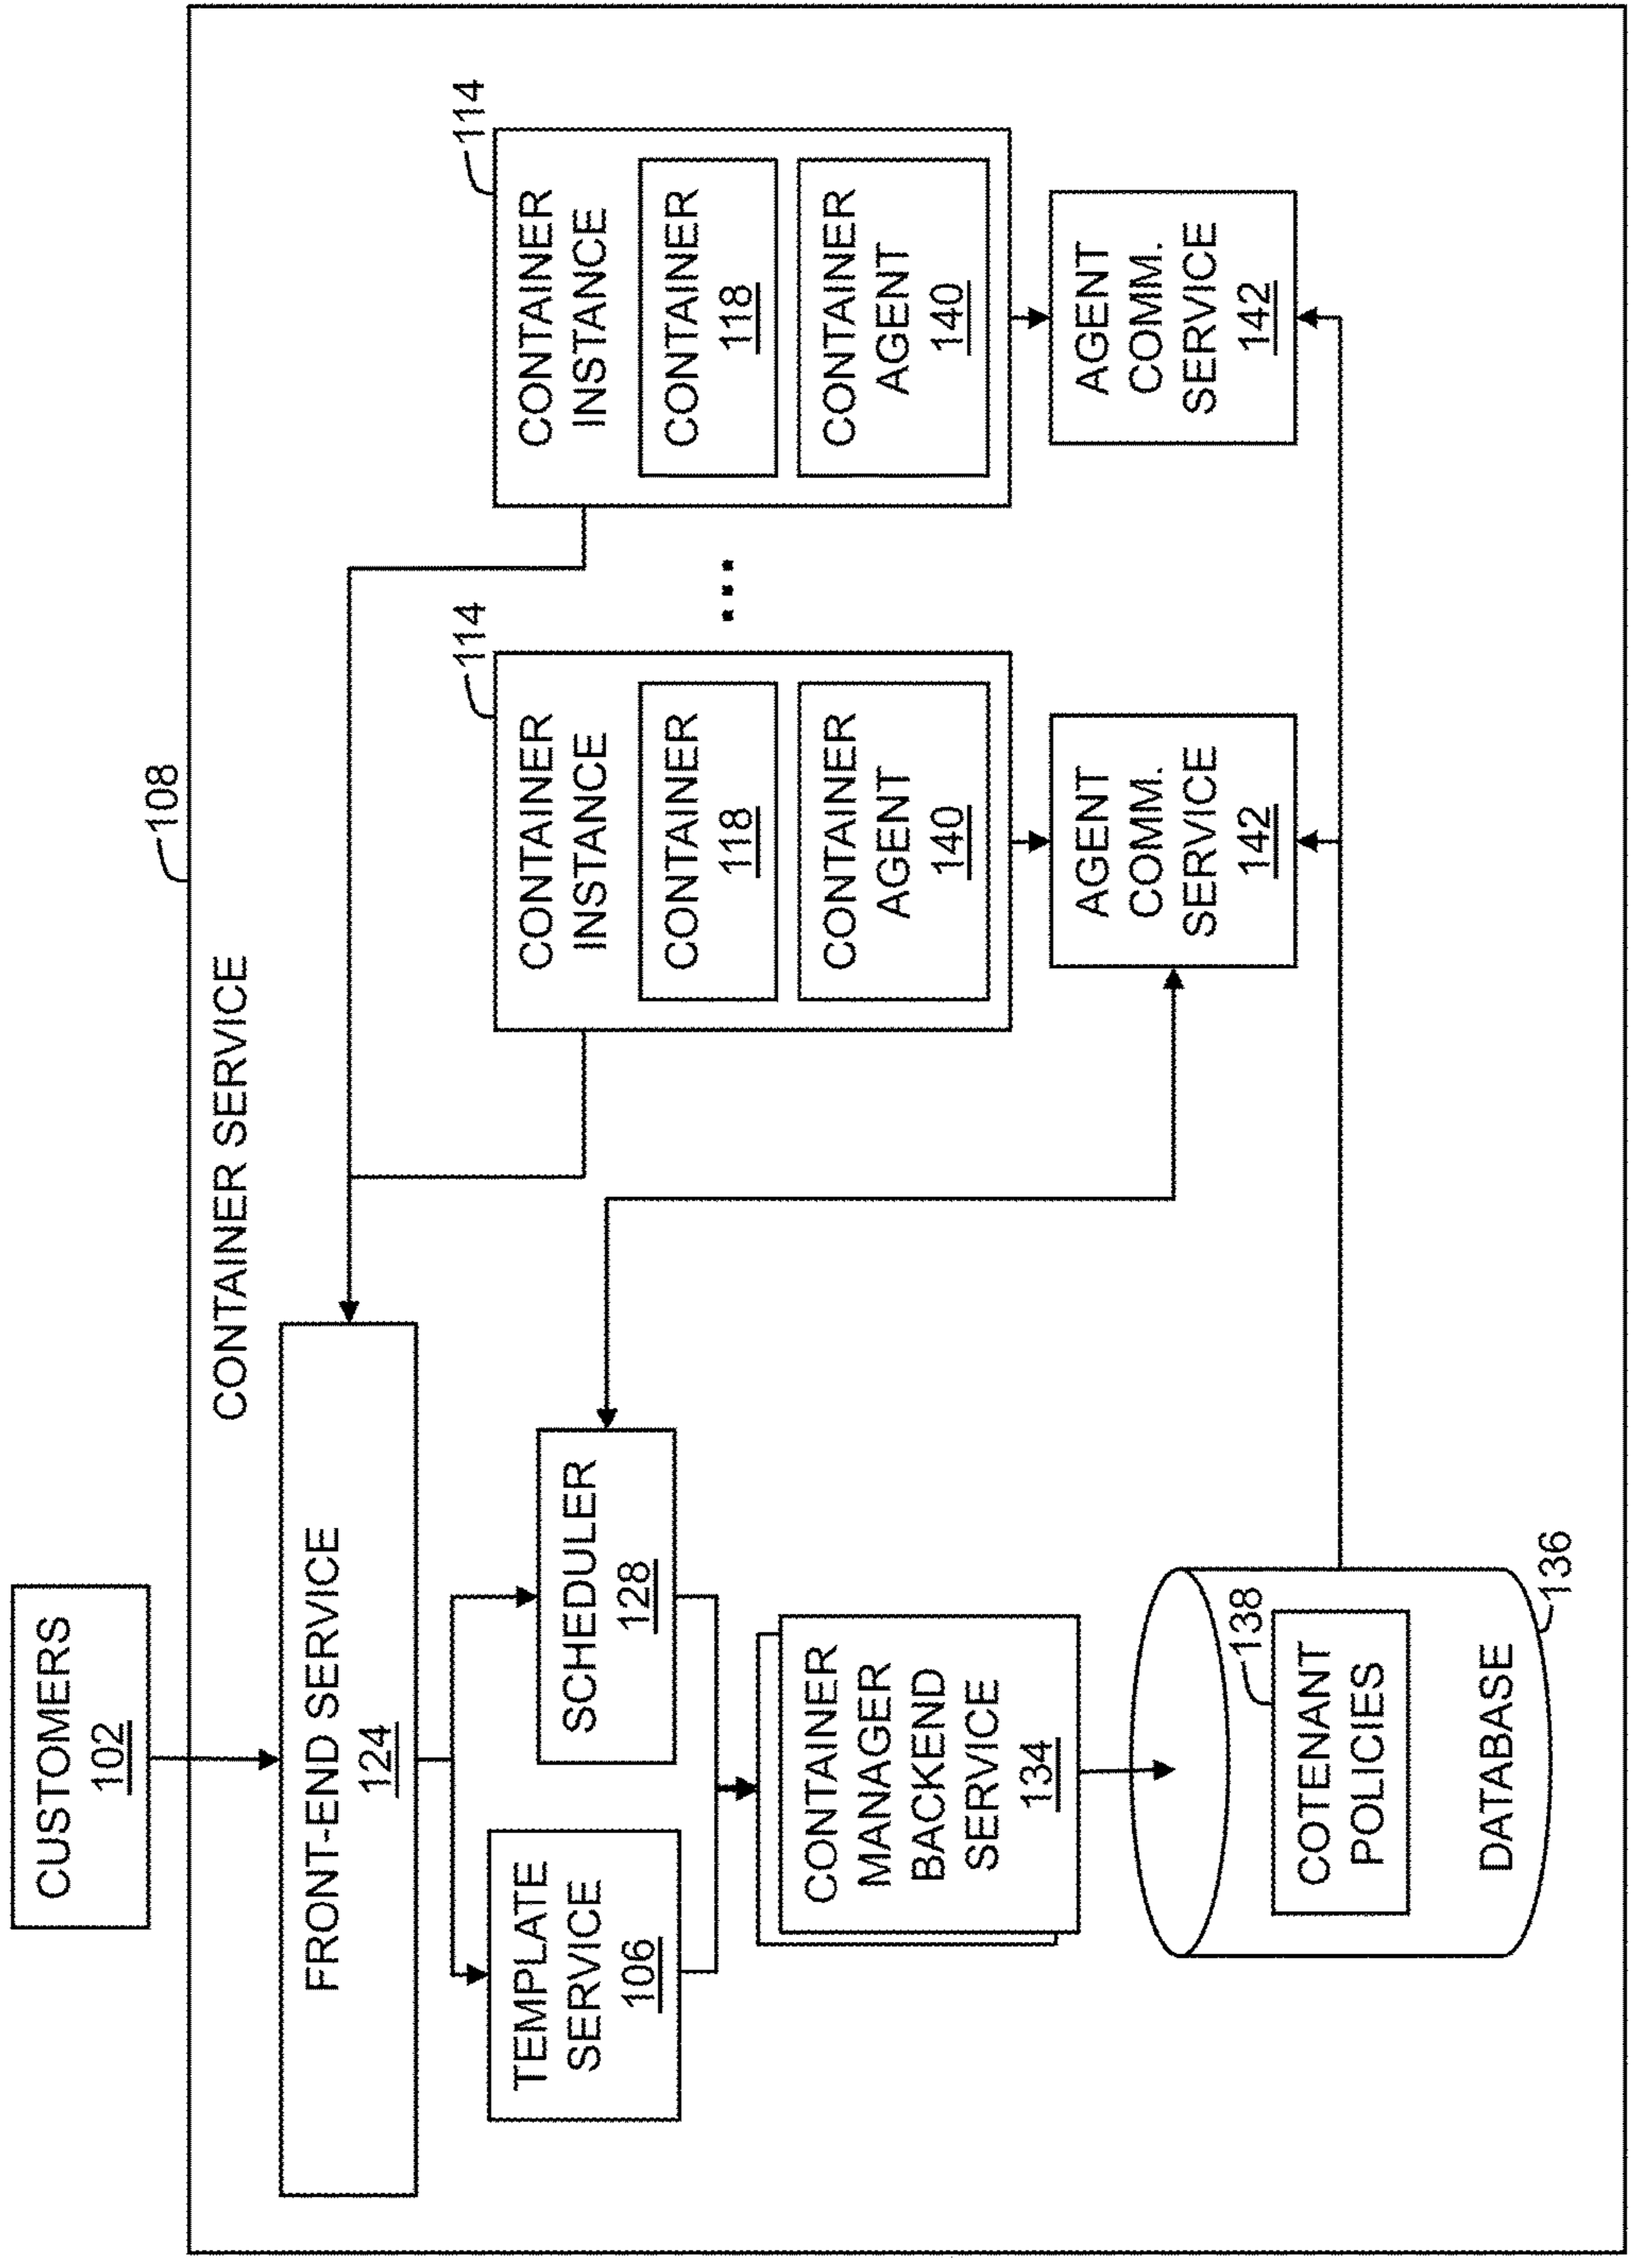 CUSTOMERS
102
108
CONTAINER SERVICE
FRONT-END SERVICE
124
TEMPLATE
SERVICE
106
SCHEDULER
128
CONTAINER
MANAGER
BACKEND
SERVICE
134
138
COTENANT
POLICIES
DATABASE
136
114
CONTAINER
INSTANCE
CONTAINER
118
CONTAINER
AGENT
140
AGENT
COMM.
SERVICE
142
...
114
CONTAINER
INSTANCE
CONTAINER
118
CONTAINER
AGENT
140
AGENT
COMM.
SERVICE
142